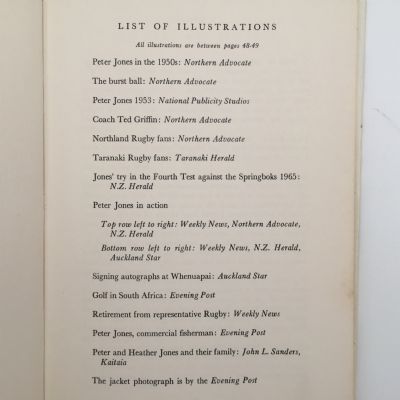 LIST OF ILLUSTRATIONS
All illustrations are between pages 48-49
Peter Jones in the 1950s: Northern Advocate
The burst ball: Northern Advocate
Peter Jones 1953: National Publicity Studios
Coach Ted Griffin: Northern Advocate
Northland Rugby fans: Northern Advocate
Taranaki Rugby fans: Taranaki Herald
Jones' try in the Fourth Test against the Springboks 1965:
N.Z. Herald
Peter Jones in action
Top row left to right: Weekly News, Northern Advocate,
N.Z. Herald
Bottom row left to right: Weekly News, N.Z. Herald,
Auckland Star
Signing autographs at Whenuapai: Auckland Star
Golf in South Africa: Evening Post
Retirement from representative Rugby: Weekly News
Peter Jones, commercial fisherman: Evening Post
Peter and Heather Jones and their family: John L. Sanders,
Kaitaia
The jacket photograph is by the Evening Post